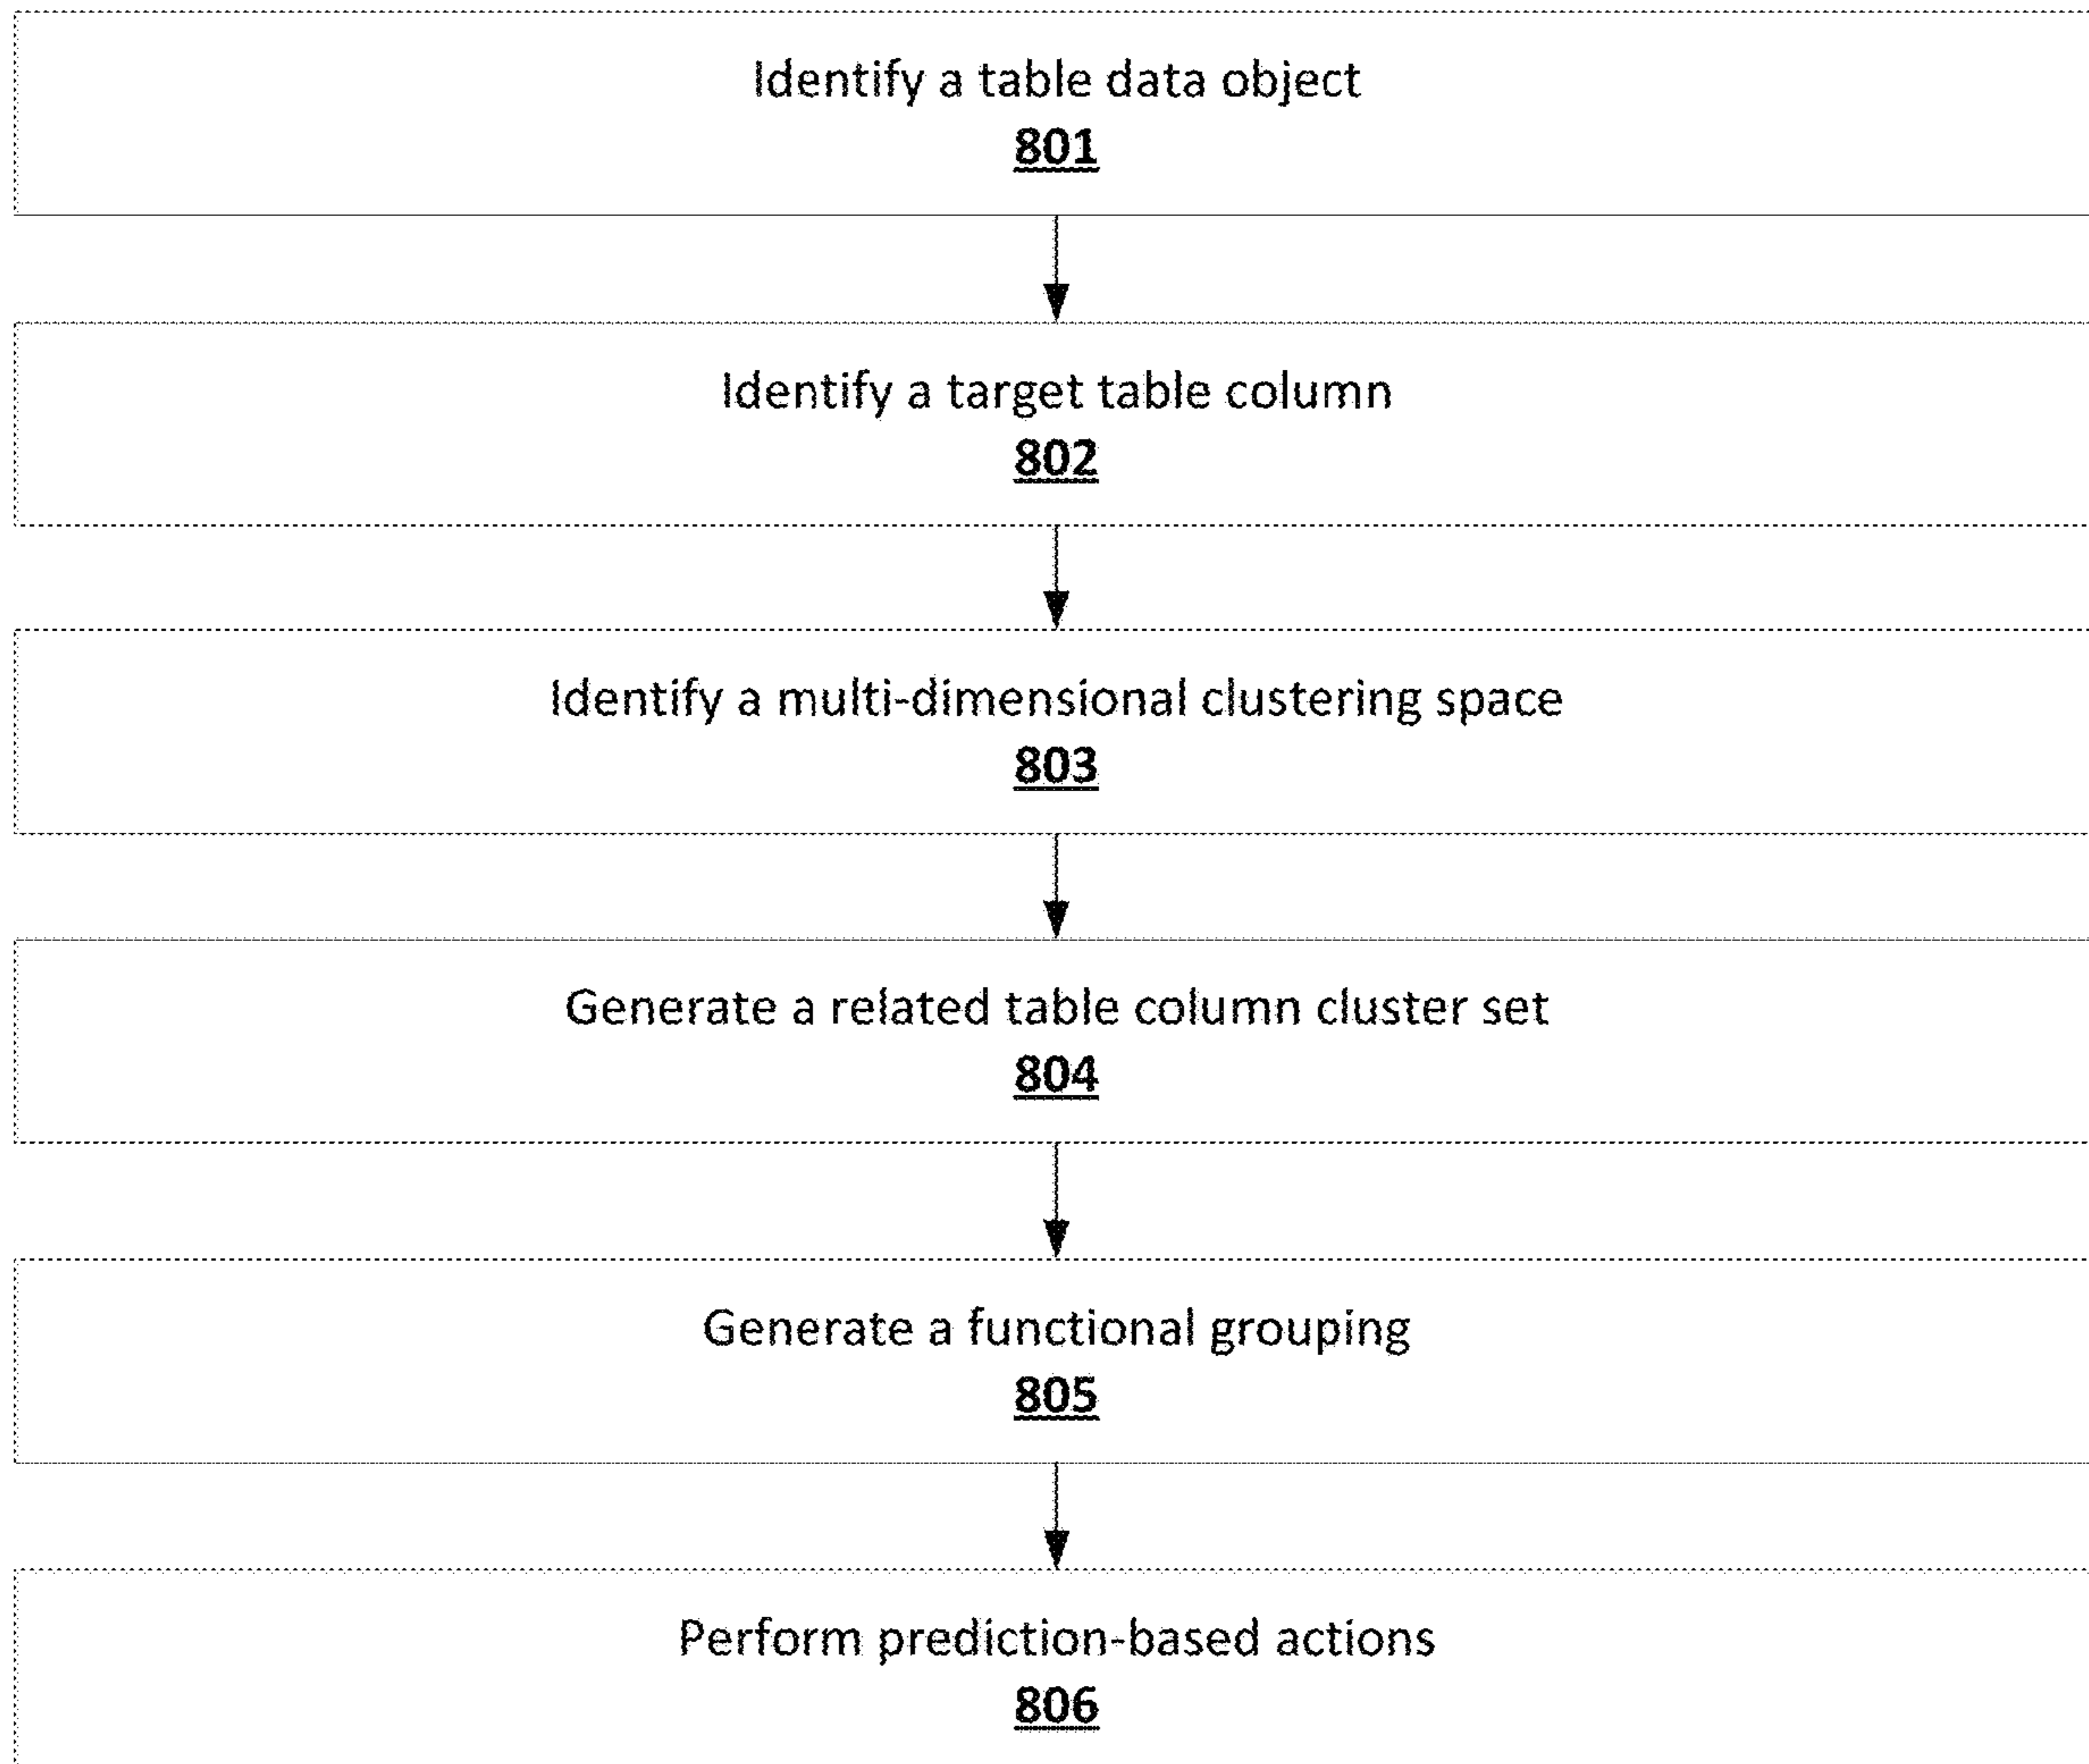 Identify a table data object
801
Identify a target table column
802
Identify a multi-dimensional clustering space
803
Generate a related table column cluster set
804
Generate a functional grouping
805
Perform prediction-based actions
806